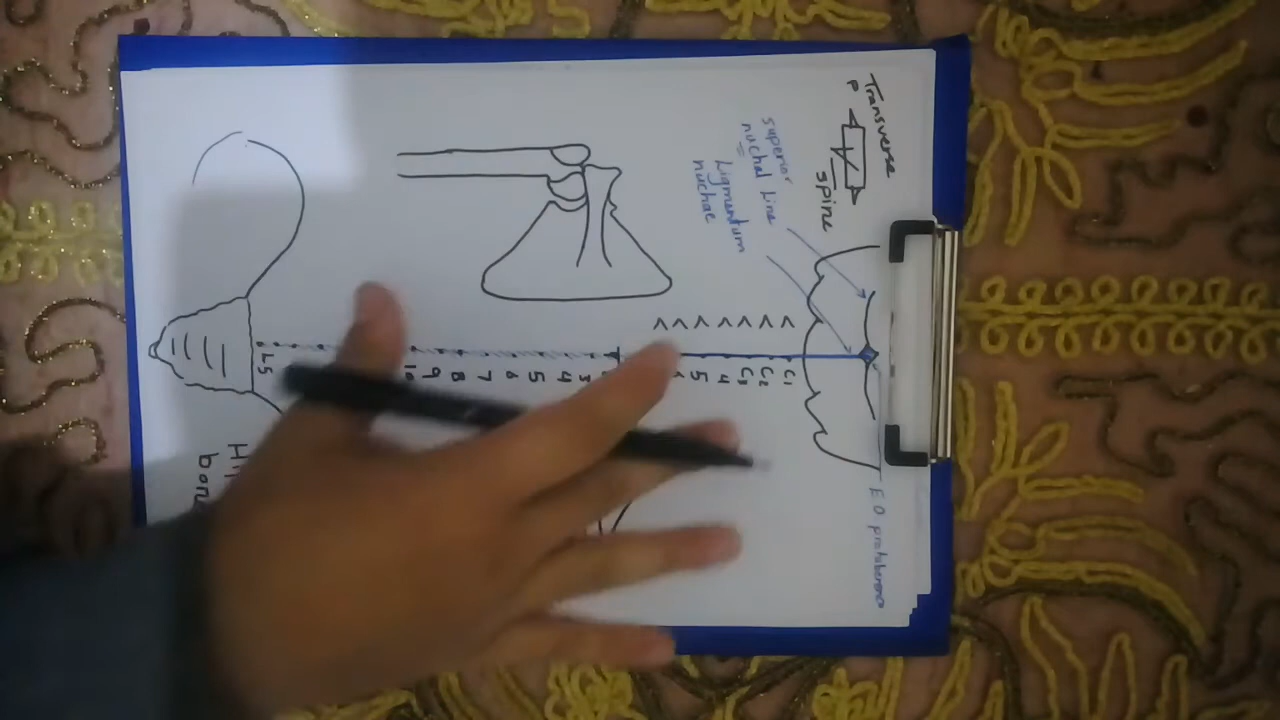 Transverse
P
spine
superior
nuchal Line
Ligmentum
nuchae
E O protuberance
C1
C2
C3
4
5
3
4
5
6
7
8
9
10
L5